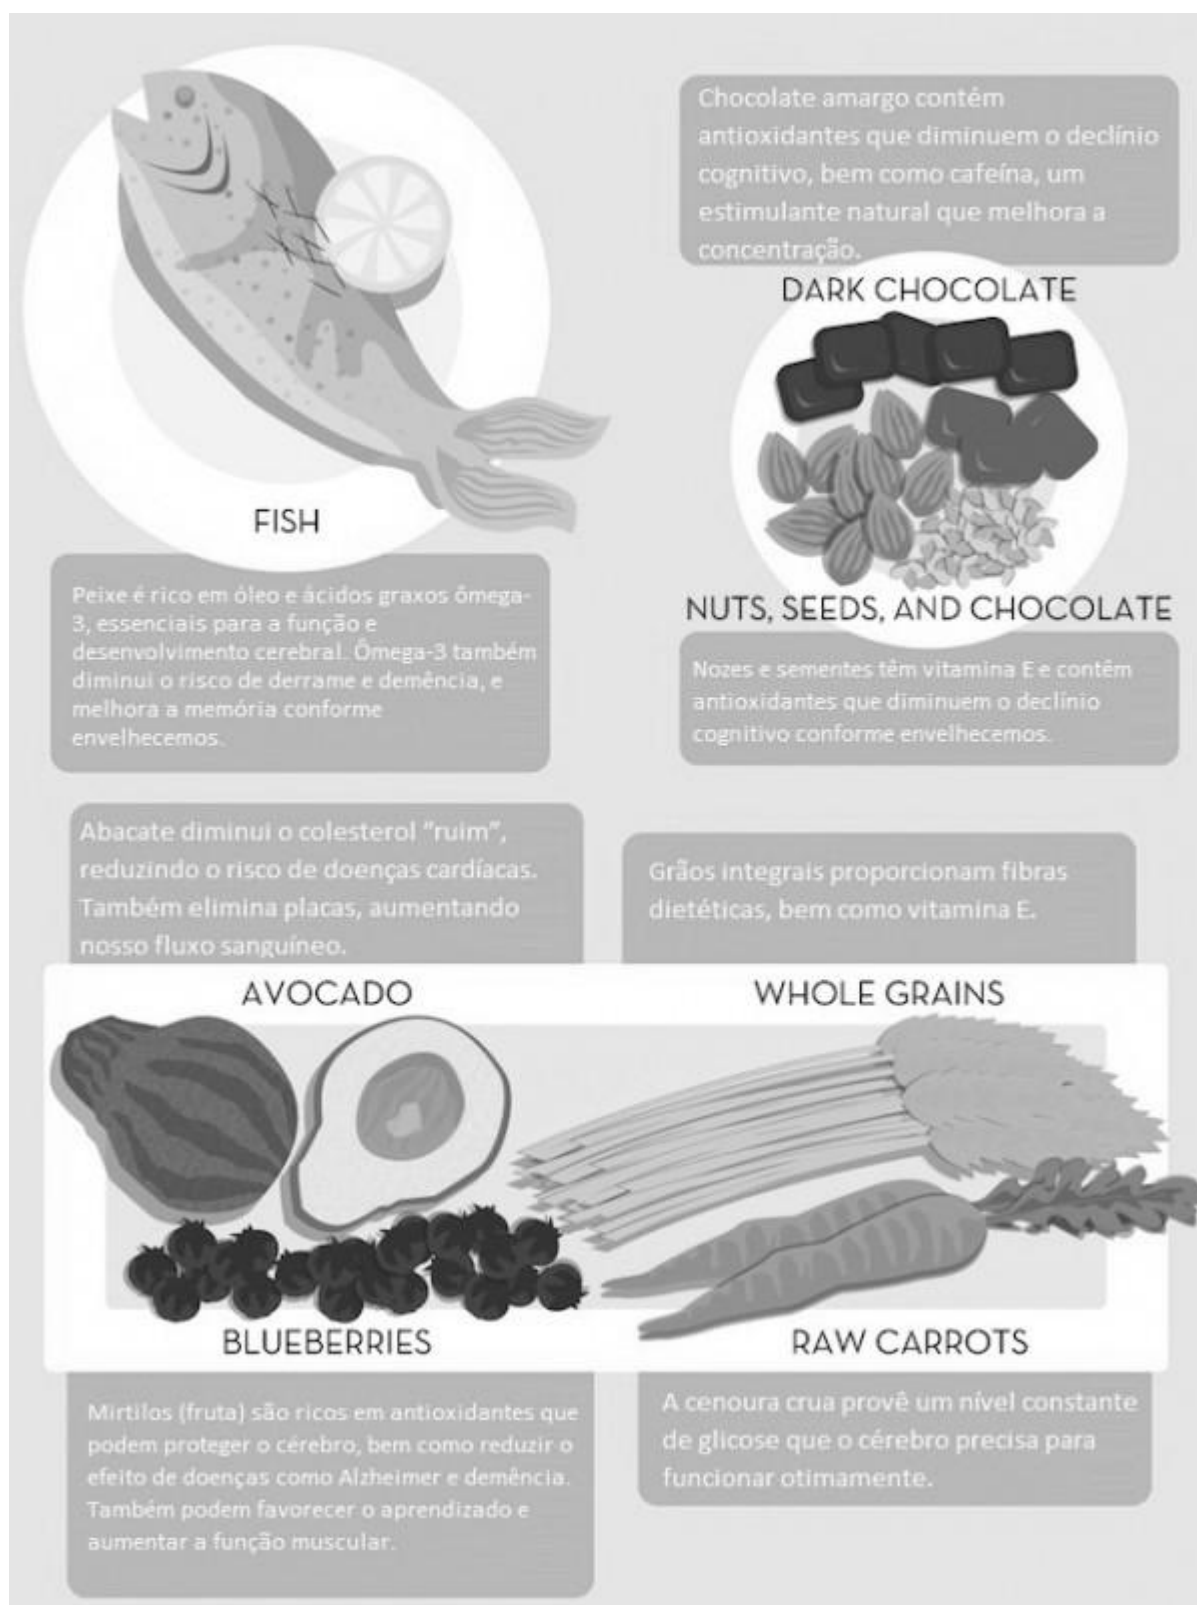 Chocolate amargo contém
antioxidantes que diminuem o declínio
cognitivo, bem como cafeína, um
estimulante natural que melhora a
concentração.
DARK CHOCOLATE
FISH
Peixe é rico em óleo e ácidos graxos ômega-
3, essenciais para a função e
desenvolvimento cerebral. Ômega-3 também
diminui o risco de derrame e demência, e
melhora a memória conforme
envelhecemos.
NUTS, SEEDS, AND CHOCOLATE
Nozes e sementes têm vitamina E e contêm
antioxidantes que diminuem o declínio
cognitivo conforme envelhecemos.
Abacate diminui o colesterol “ruim”,
reduzindo o risco de doenças cardíacas.
Também elimina placas, aumentando
nosso fluxo sanguíneo.
AVOCADO
Grãos integrais proporcionam fibras
dietéticas, bem como vitamina E.
WHOLE GRAINS
BLUEBERRIES
Mirtilos (fruta) são ricos em antioxidantes que
podem proteger o cérebro, bem como reduzir o
efeito de doenças como Alzheimer e demência.
Também podem favorecer o aprendizado e
aumentar a função muscular.
RAW CARROTS
A cenoura crua provê um nível constante
de glicose que o cérebro precisa para
funcionar otimamente.